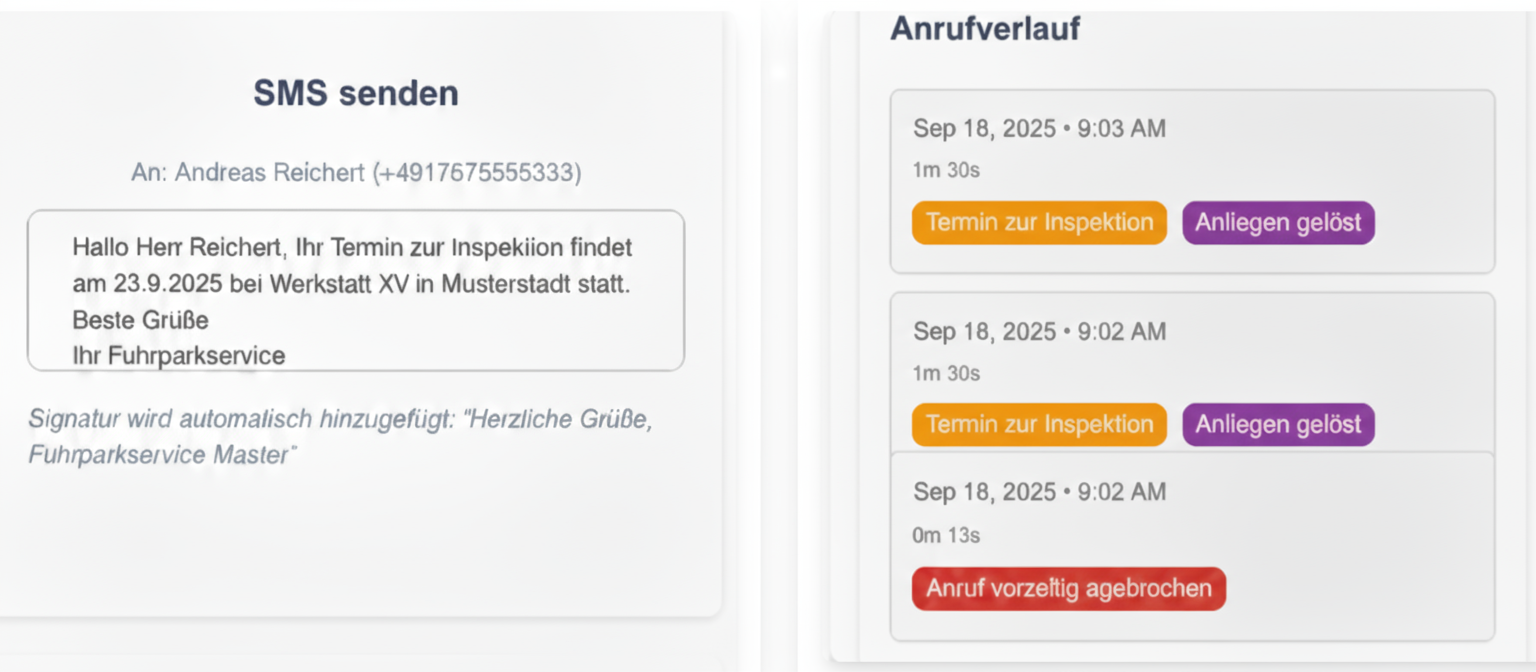 SMS senden
An: Andreas Reichert (+4917675555333)
Hallo Herr Reichert, Ihr Termin zur Inspekiion findet
am 23.9.2025 bei Werkstatt XV in Musterstadt statt.
Beste Grüße
Ihr Fuhrparkservice
Signatur wird automalisch hinzugefügt: "Herzliche Grüße,
Fuhrparkservice Master"
Anrufverlauf
Sep 18, 2025 • 9:03 AM
1m 30s
Termin zur Inspektion Anliegen gelöst
Sep 18, 2025 • 9:02 AM
1m 30s
Termin zur Inspektion Anliegen gelöst
Sep 18, 2025 • 9:02 AM
0m 13s
Anruf vorzeltig agebrochen